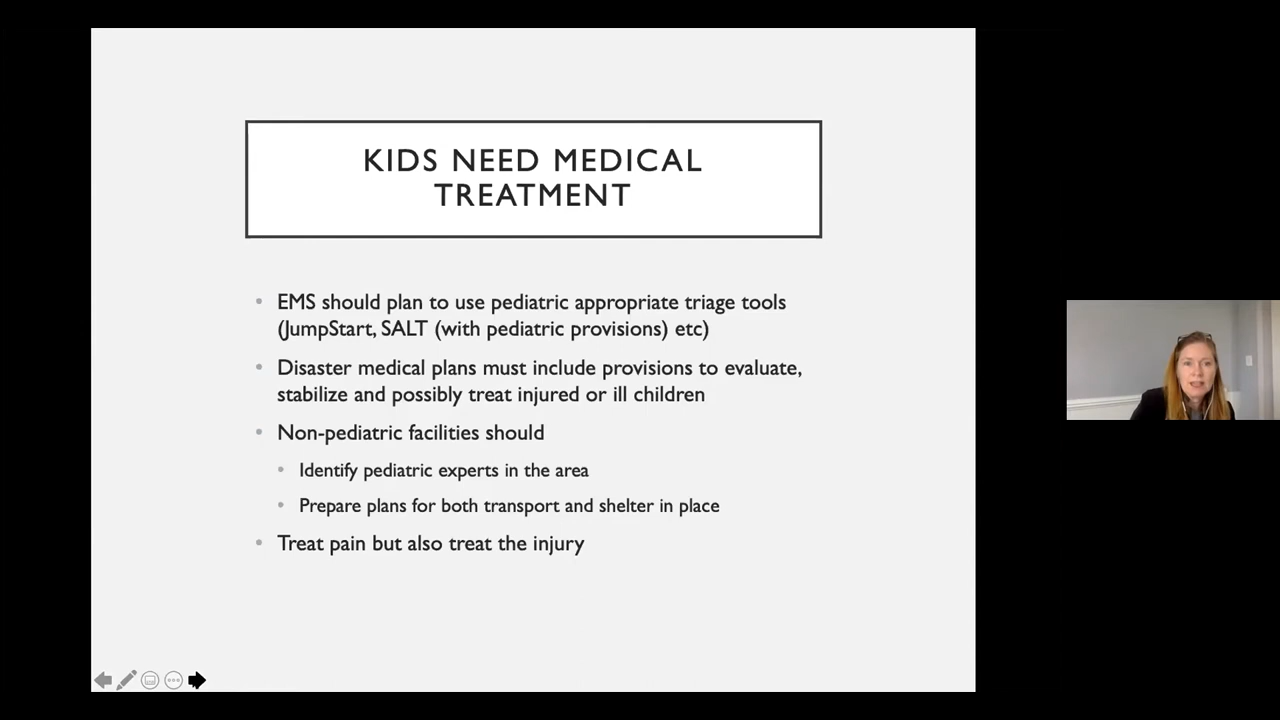 KIDS NEED MEDICAL
TREATMENT
EMS should plan to use pediatric appropriate triage tools
(JumpStart, SALT (with pediatric provisions) etc)
Disaster medical plans must include provisions to evaluate,
stabilize and possibly treat injured or ill children
Non-pediatric facilities should
Identify pediatric experts in the area
Prepare plans for both transport and shelter in place
Treat pain but also treat the injury